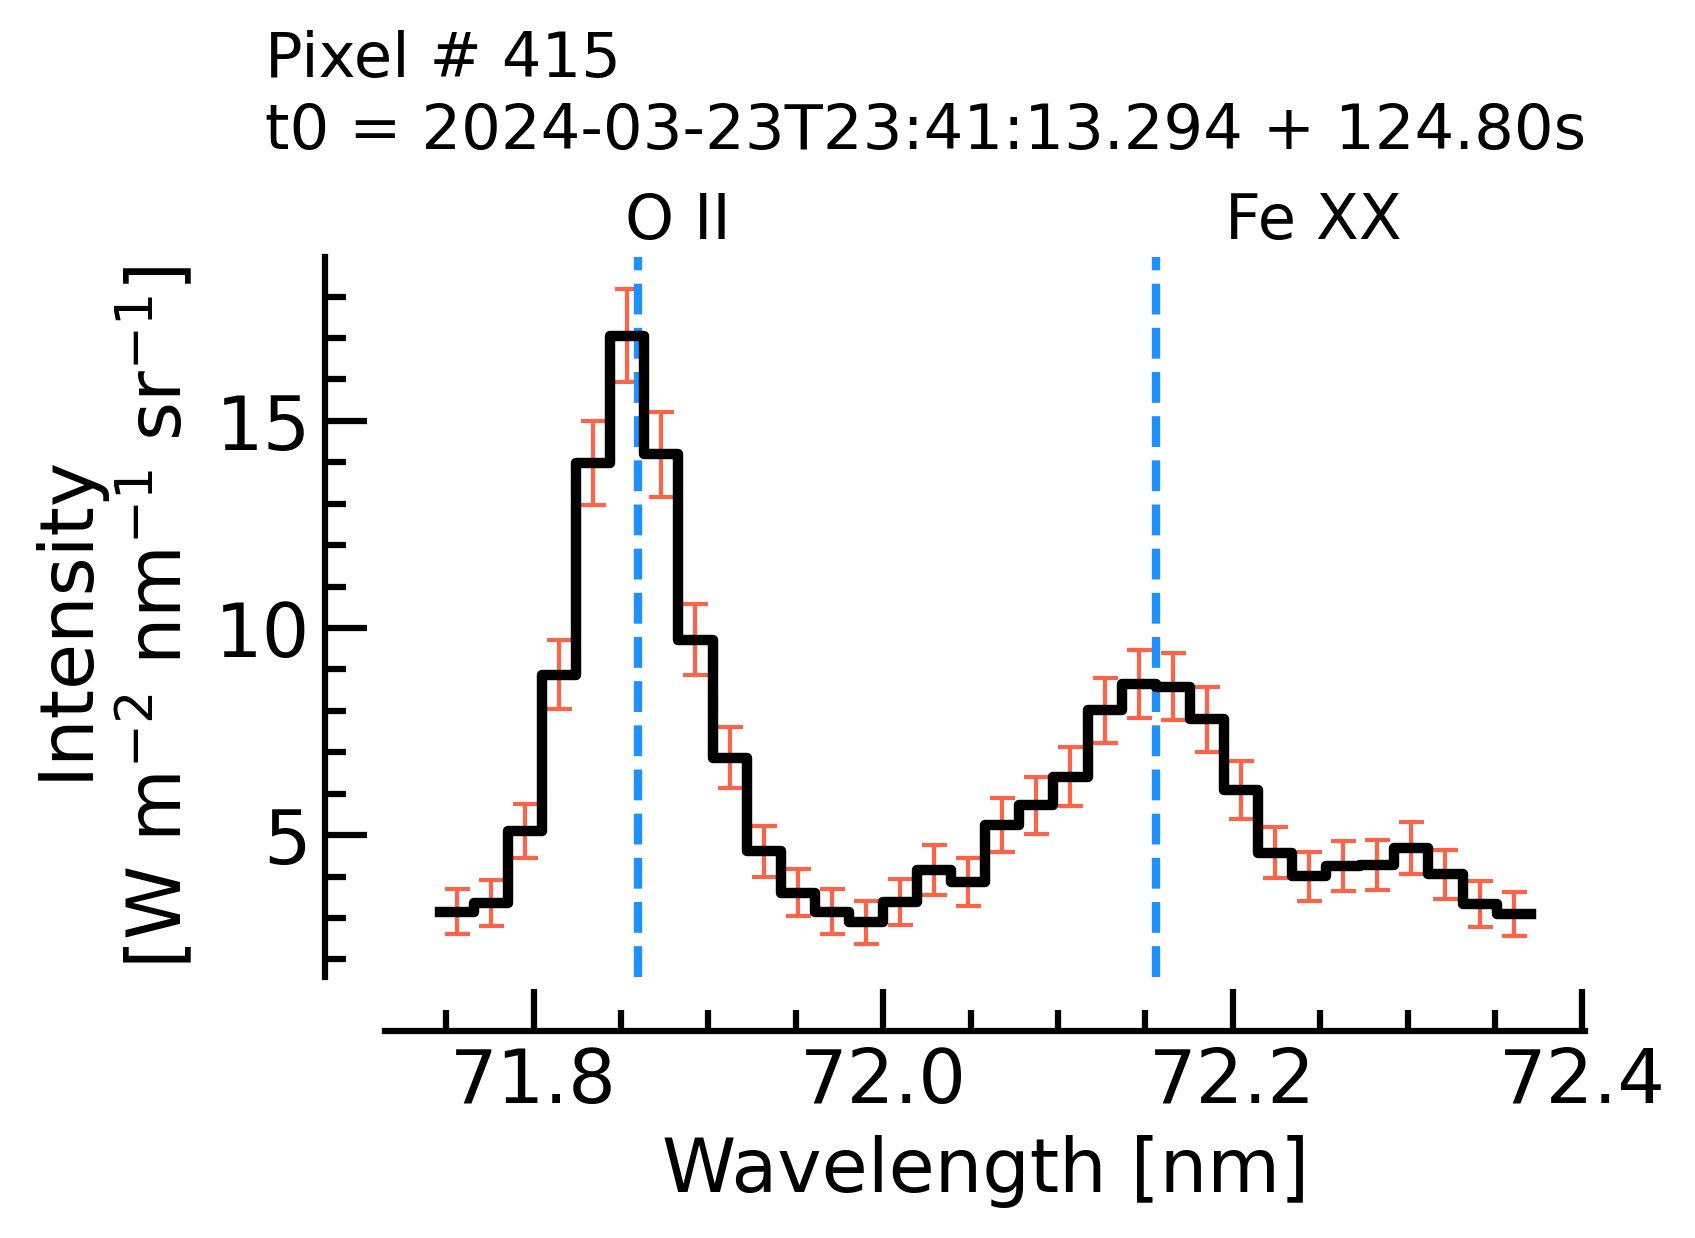 Pixel # 415
t0 = 2024-03-23T23:41:13.294 + 124.80s
O II Fe XX
Intensity
[W m⁻² nm⁻¹ sr⁻¹]
15
10
5
71.8 72.0 72.2 72.4
Wavelength [nm]